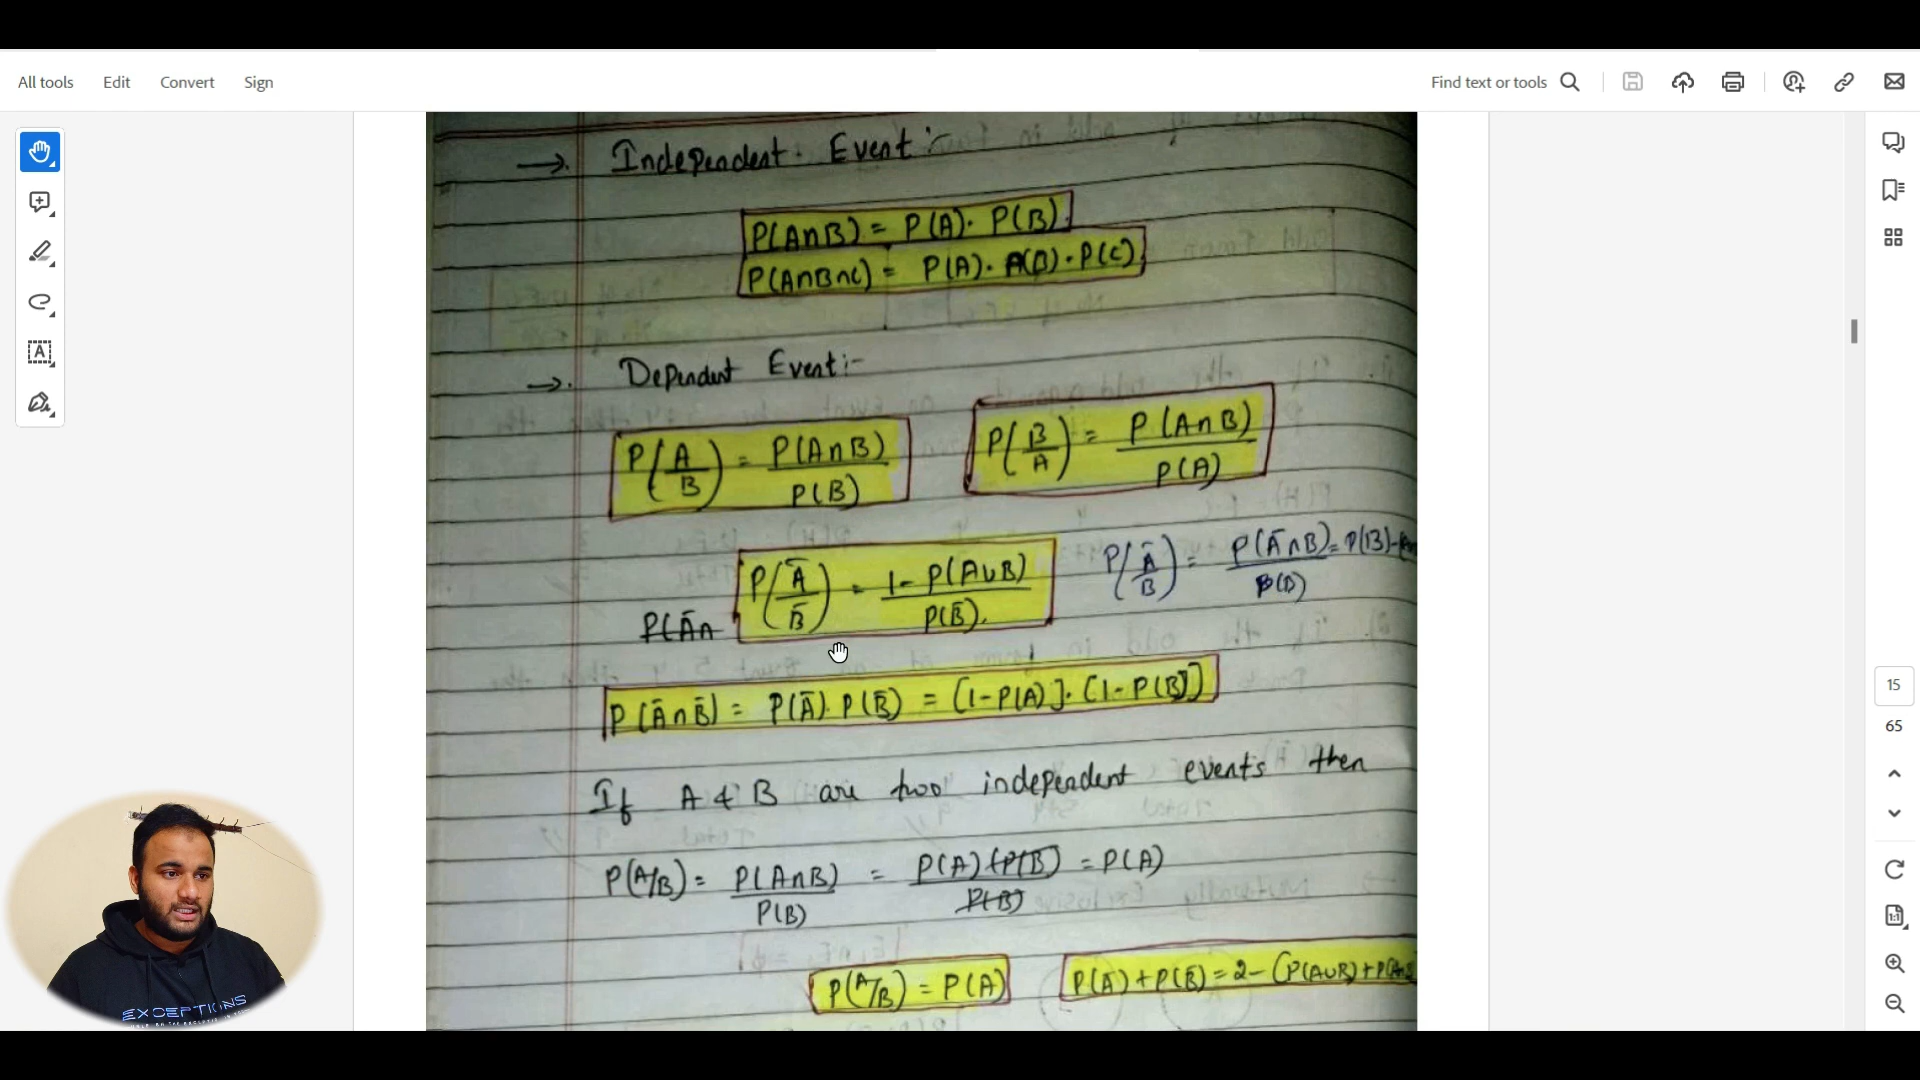 All tools Edit Convert Sign Find text or tools
→. Independent Event :-
P(A∩B) = P(A). P(B).
P(A∩B∩C) = P(A). P(B). P(C)
→. Dependent Event:-
P(A/B) = P(A∩B)/P(B) P(B/A) = P(A∩B)/P(A)
P(Ā/B̄) = 1-P(A∪B)/P(B̄). P(Ā/B) = P(Ā∩B)/P(B) = P(B)-
P(Ā∩
P(Ā∩B̄) = P(Ā). P(B̄) = [1-P(A)]. [1-P(B)]
15
65
If A & B are two independent events then
P(A/B) = P(A∩B)/P(B) = P(A) P(B)/P(B) = P(A)
P(A/B) = P(A) P(Ā)+P(B̄) = 2-(P(A∪B)+P(A∩B
EXCEPTIONS